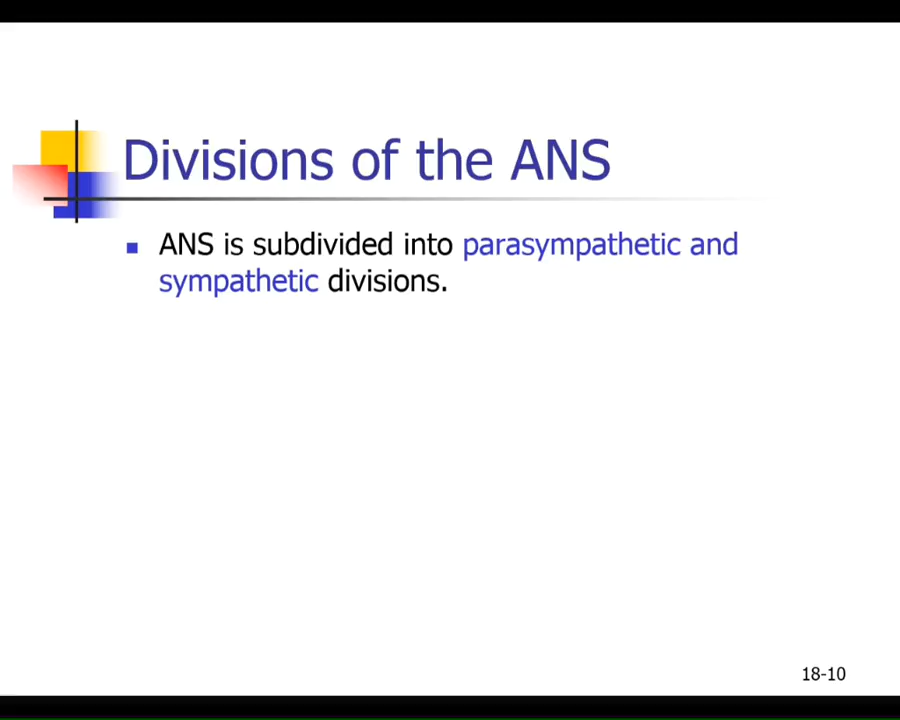 Divisions of the ANS
ANS is subdivided into parasympathetic and
sympathetic divisions.
18-10